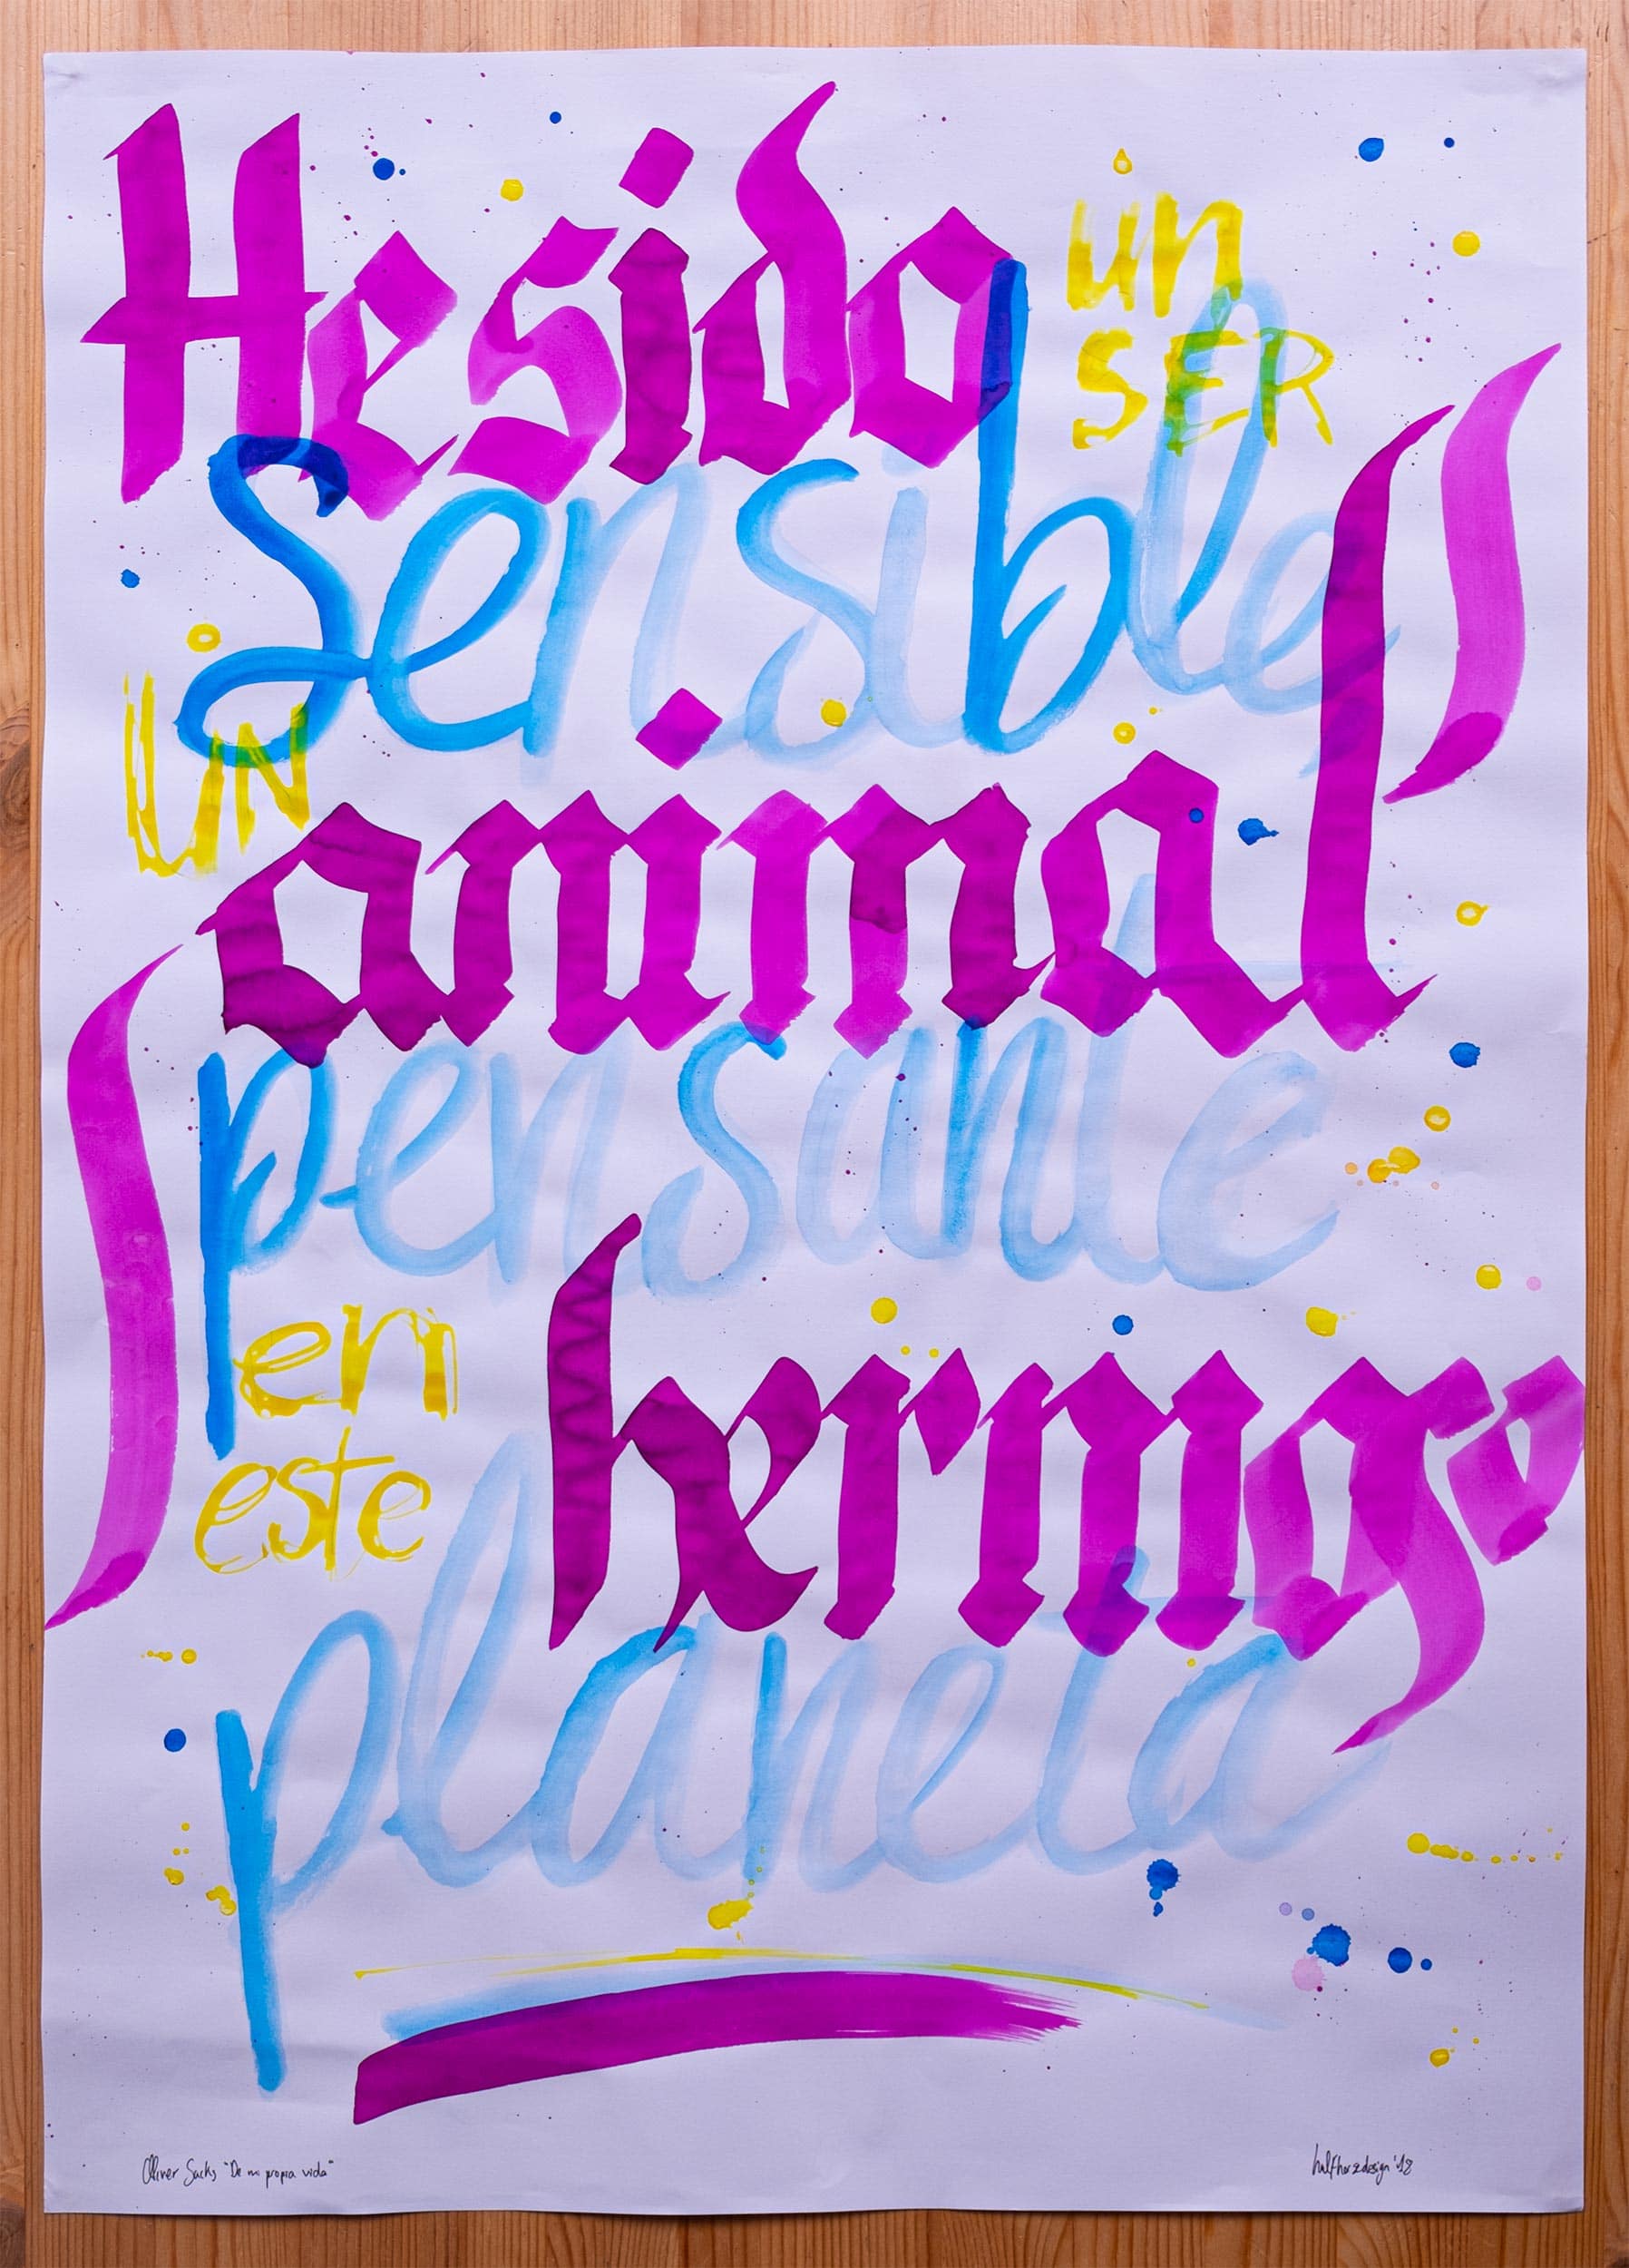 He sido
un
SER
Sensible
UN
animal
pensante
en
este
hermoso
planeta
Oliver Sacks "De mi propia vida"
halfherzdesign '18